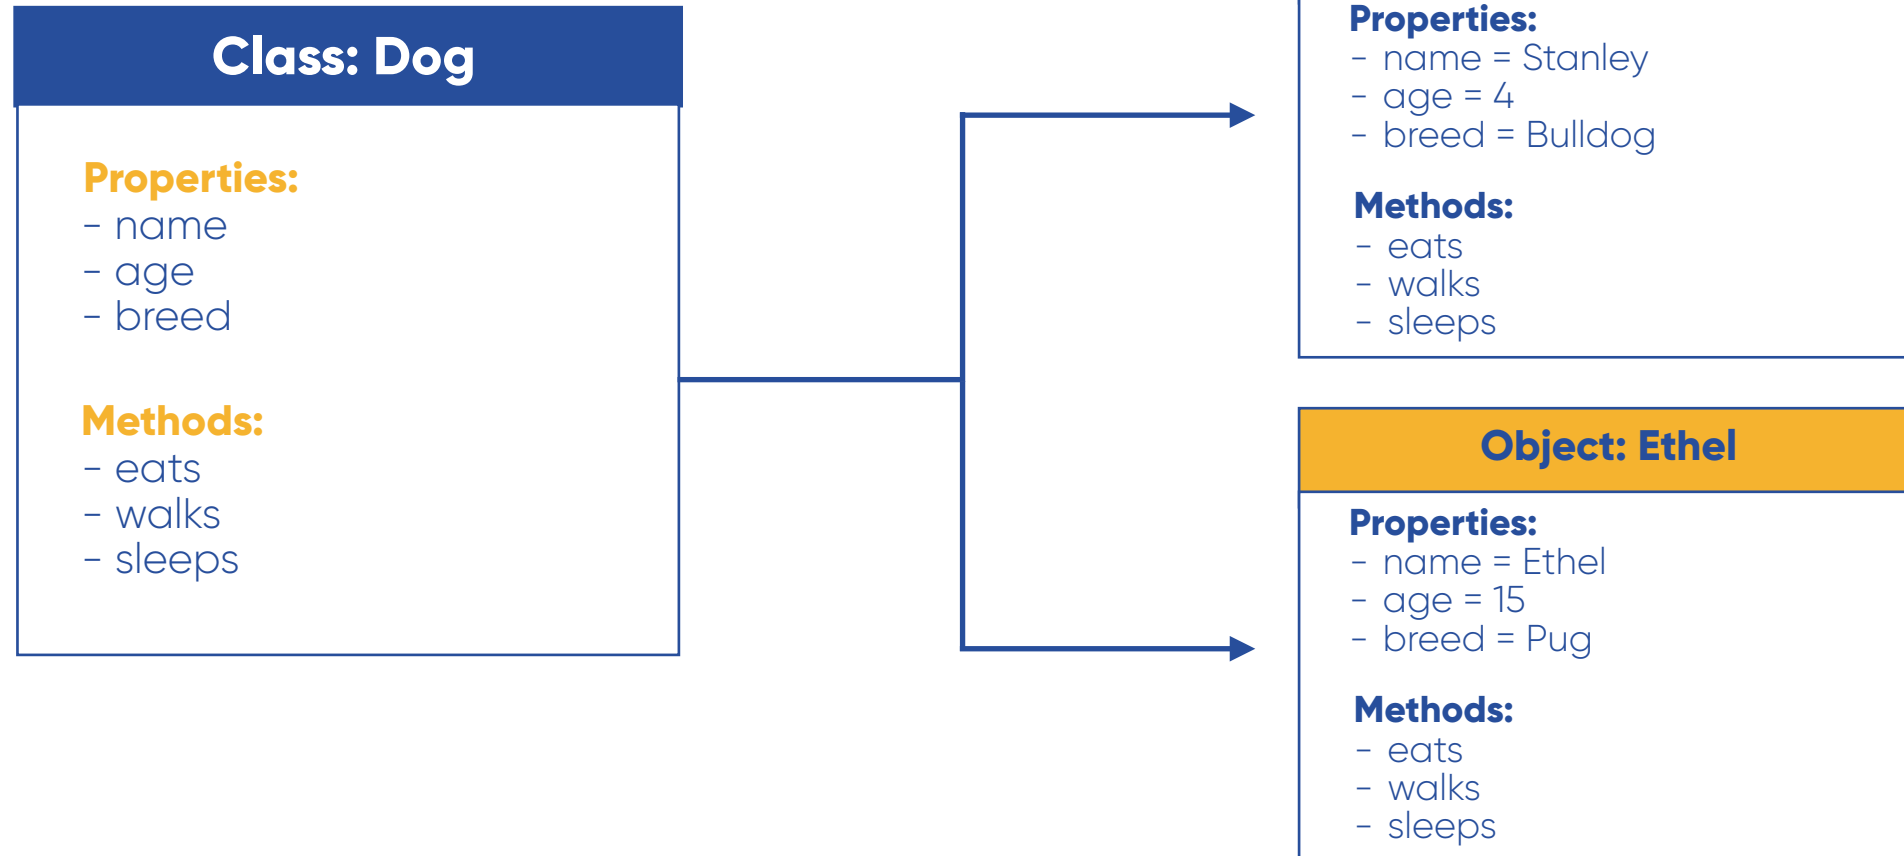 Class: Dog
Properties:
- name
- age
- breed
Methods:
- eats
- walks
- sleeps
Properties:
- name = Stanley
- age = 4
- breed = Bulldog
Methods:
- eats
- walks
- sleeps
Object: Ethel
Properties:
- name = Ethel
- age = 15
- breed = Pug
Methods:
- eats
- walks
- sleeps